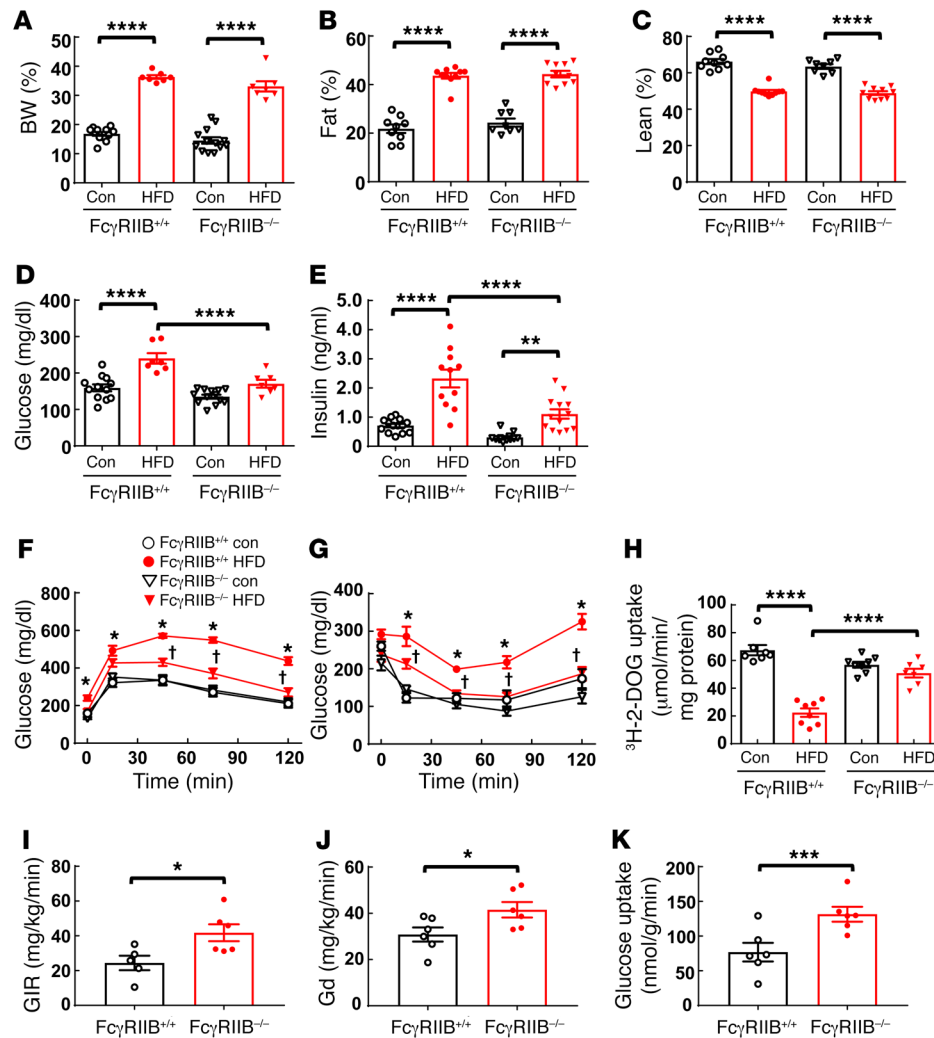 A
BW (%)
50
40
30
20
10
0
****
****
Con HFD Con HFD
FcγRIIB+/+ FcγRIIB–/–
B
Fat (%)
60
40
20
0
****
****
Con HFD Con HFD
FcγRIIB+/+ FcγRIIB–/–
C
Lean (%)
80
60
40
20
0
****
****
Con HFD Con HFD
FcγRIIB+/+ FcγRIIB–/–
D
Glucose (mg/dl)
400
300
200
100
0
****
****
Con HFD Con HFD
FcγRIIB+/+ FcγRIIB–/–
E
Insulin (ng/ml)
5.0
4.0
3.0
2.0
1.0
0
****
****
**
Con HFD Con HFD
FcγRIIB+/+ FcγRIIB–/–
F
FcγRIIB+/+ con
FcγRIIB+/+ HFD
FcγRIIB–/– con
FcγRIIB–/– HFD
Glucose (mg/dl)
800
600
400
200
0
* * * * *
† † †
0 30 60 90 120
Time (min)
G
Glucose (mg/dl)
400
300
200
100
0
* * * *
† † † †
0 30 60 90 120
Time (min)
H
³H-2-DOG uptake
(μmol/min/
mg protein)
100
80
60
40
20
0
****
****
Con HFD Con HFD
FcγRIIB+/+ FcγRIIB–/–
I
GIR (mg/kg/min)
80
60
40
20
0
*
FcγRIIB+/+ FcγRIIB–/–
J
Gd (mg/kg/min)
60
40
20
0
*
FcγRIIB+/+ FcγRIIB–/–
K
Glucose uptake
(nmol/g/min)
200
150
100
50
0
***
FcγRIIB+/+ FcγRIIB–/–